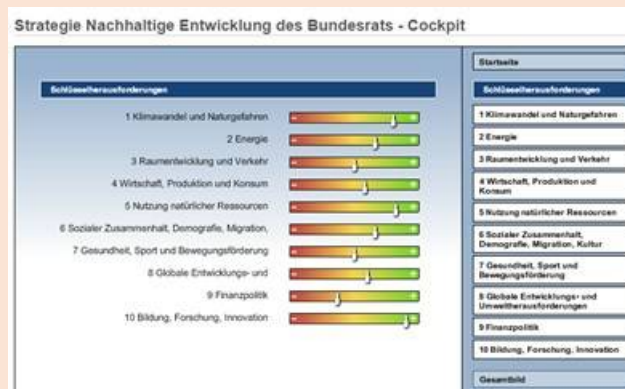 Strategie Nachhaltige Entwicklung des Bundesrats - Cockpit
Schlüsselherausforderungen
1 Klimawandel und Naturgefahren
2 Energie
3 Raumentwicklung und Verkehr
4 Wirtschaft, Produktion und Konsum
5 Nutzung natürlicher Ressourcen
6 Sozialer Zusammenhalt, Demografie, Migration,
7 Gesundheit, Sport und Bewegungsförderung
8 Globale Entwicklungs- und
9 Finanzpolitik
10 Bildung, Forschung, Innovation
Startseite
Schlüsselherausforderungen
1 Klimawandel und Naturgefahren
2 Energie
3 Raumentwicklung und Verkehr
4 Wirtschaft, Produktion und
Konsum
5 Nutzung natürlicher Ressourcen
6 Sozialer Zusammenhalt,
Demografie, Migration, Kultur
7 Gesundheit, Sport und
Bewegungsförderung
8 Globale Entwicklungs- und
Umweltherausforderungen
9 Finanzpolitik
10 Bildung, Forschung, Innovation
Gesamtbild